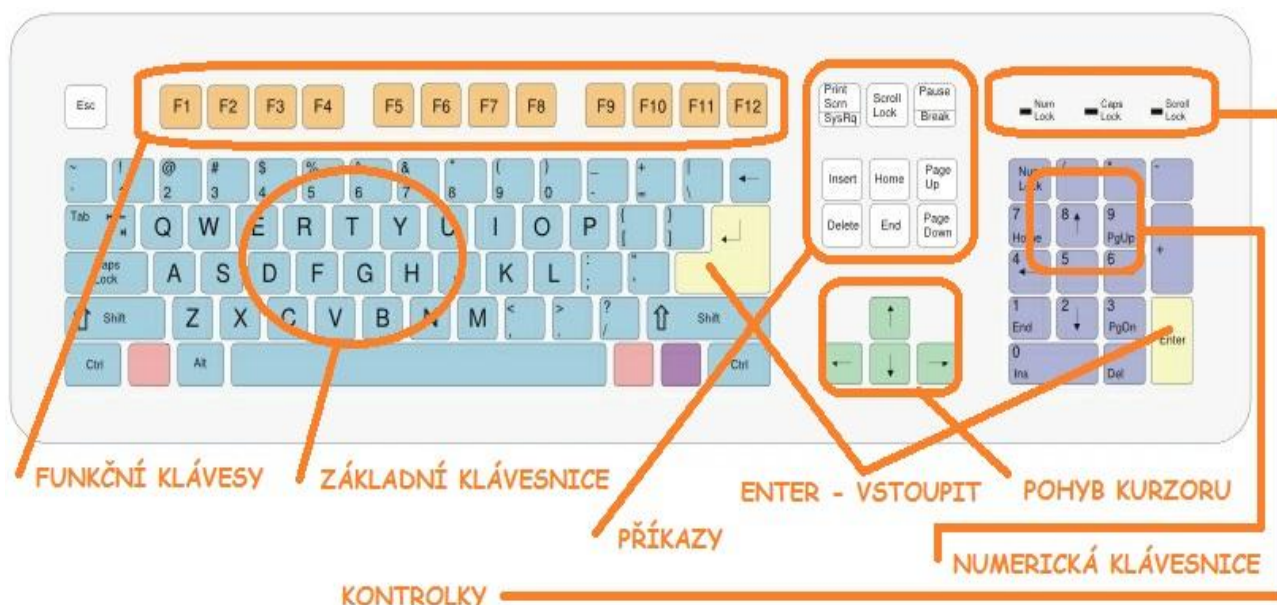 Esc F1 F2 F3 F4 F5 F6 F7 F8 F9 F10 F11 F12
Print Scrn SysRq Scroll Lock Pause Break
Num Lock Caps Lock Scroll Lock
~ ! @ # $ % ^ & * ( ) _ + | ←
2 3 4 5 6 7 8 9 0 - = \
Tab Q W E R T Y U I O P { [ } ]
Caps Lock A S D F G H K L : ; " '
⇧ Shift Z X C V B N M < , > . ? / ⇧ Shift
Ctrl Alt Ctrl
Insert Home Page Up
Delete End Page Down
↑
← ↓ →
Num Lock / * -
7 Home 8 ↑ 9 PgUp +
4 ← 5 6
1 End 2 ↓ 3 PgDn Enter
0 Ins Del
FUNKČNÍ KLÁVESY
ZÁKLADNÍ KLÁVESNICE
ENTER - VSTOUPIT
POHYB KURZORU
PŘÍKAZY
NUMERICKÁ KLÁVESNICE
KONTROLKY